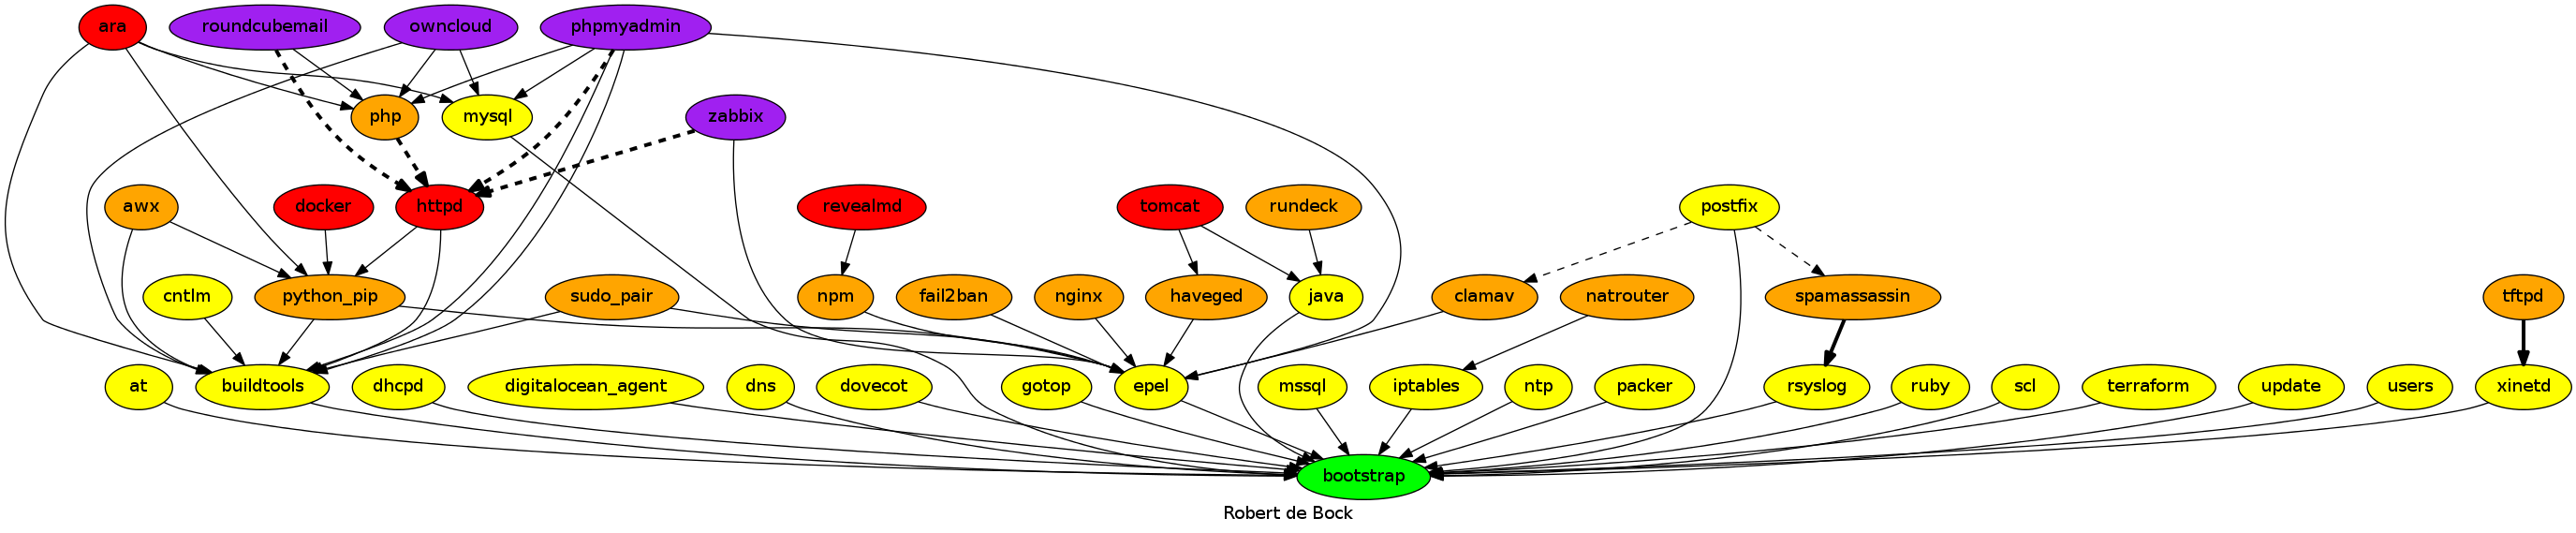 ara
roundcubemail
owncloud
phpmyadmin
php
mysql
zabbix
awx
docker
httpd
revealmd
tomcat
rundeck
postfix
cntlm
python_pip
sudo_pair
npm
fail2ban
nginx
haveged
java
clamav
natrouter
spamassassin
tftpd
at
buildtools
dhcpd
digitalocean_agent
dns
dovecot
gotop
epel
mssql
iptables
ntp
packer
rsyslog
ruby
scl
terraform
update
users
xinetd
bootstrap
Robert de Bock